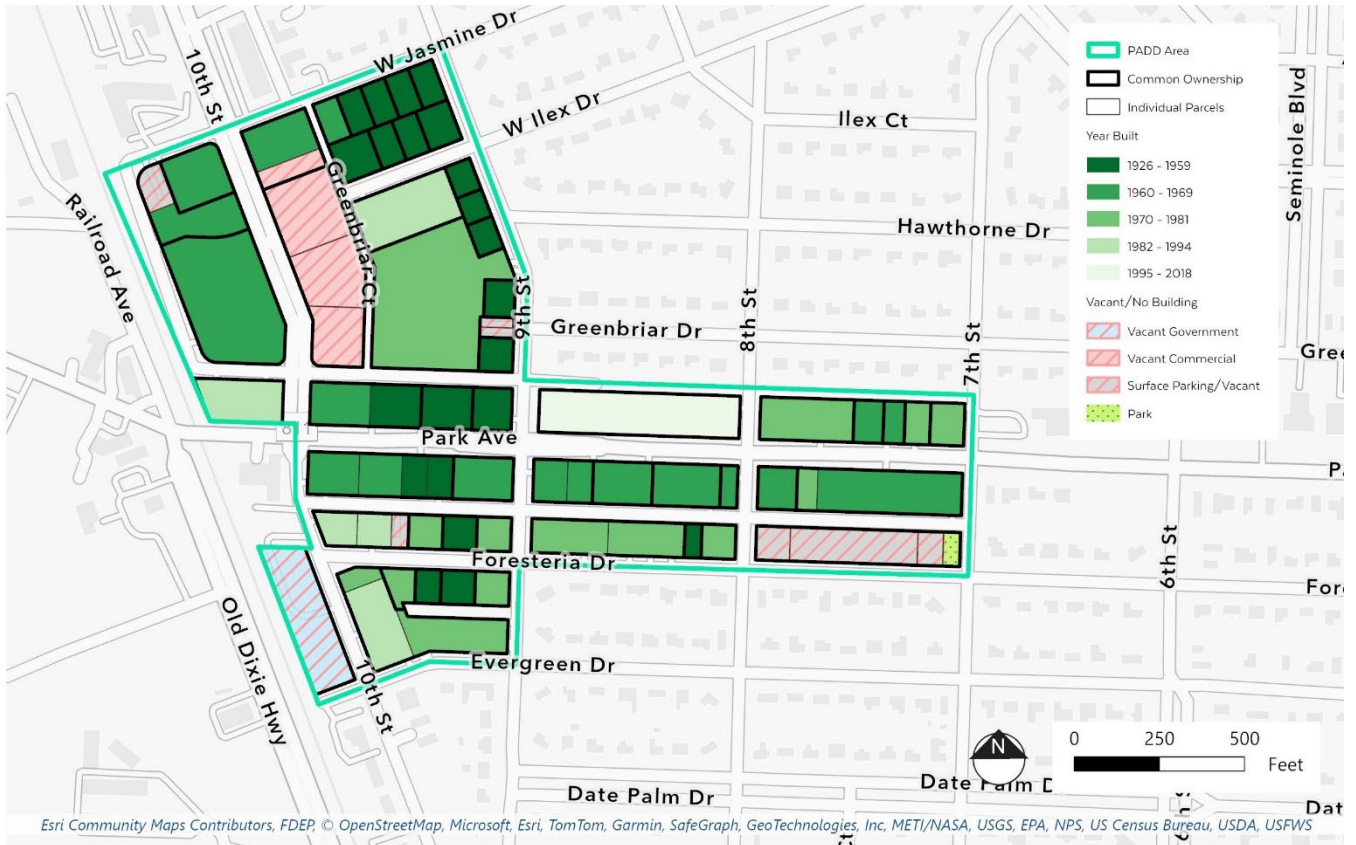 W Jasmine Dr
10th St
W Ilex Dr
Ilex Ct
Seminole Blvd
Greenbriar Ct
Railroad Ave
Hawthorne Dr
9th St
8th St
7th St
Greenbriar Dr
Gree
Park Ave
Pa
Foresteria Dr
6th St
Fore
Old Dixie Hwy
10th St
Evergreen Dr
Date Palm Dr
Date Palm D
6th S
Dat
Ct
PADD Area
Common Ownership
Individual Parcels
Year Built
1926 - 1959
1960 - 1969
1970 - 1981
1982 - 1994
1995 - 2018
Vacant/No Building
Vacant Government
Vacant Commercial
Surface Parking/Vacant
Park
N
0 250 500
Feet
Esri Community Maps Contributors, FDEP, © OpenStreetMap, Microsoft, Esri, TomTom, Garmin, SafeGraph, GeoTechnologies, Inc, METI/NASA, USGS, EPA, NPS, US Census Bureau, USDA, USFWS